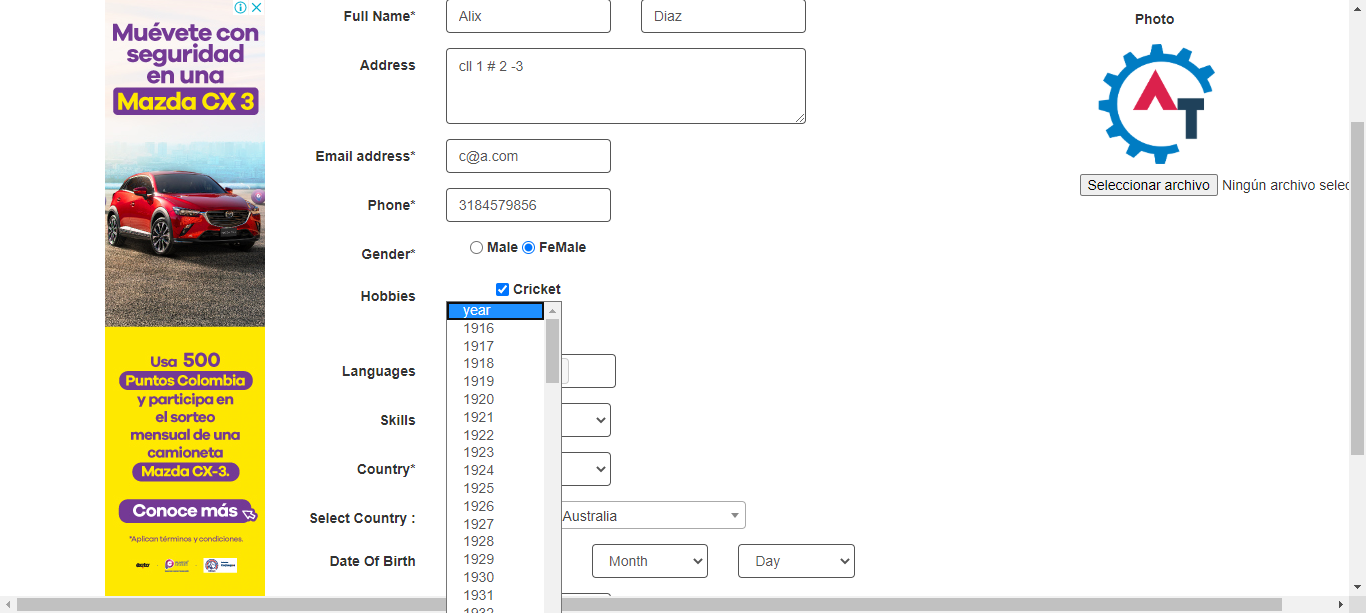 Muévete con
seguridad
en una
Mazda CX 3
Usa 500
Puntos Colombia
y participa en
el sorteo
mensual de una
camioneta
Mazda CX-3.
Conoce más
*Aplican términos y condiciones.
Full Name*
Alix
Diaz
Address
cll 1 # 2 -3
Email address*
c@a.com
Phone*
3184579856
Gender*
Male
FeMale
Hobbies
Cricket
year
1916
1917
1918
1919
1920
1921
1922
1923
1924
1925
1926
1927
1928
1929
1930
1931
1932
Languages
Skills
Country*
Select Country :
Australia
Date Of Birth
Month
Day
Photo
AT
Seleccionar archivo
Ningún archivo selec